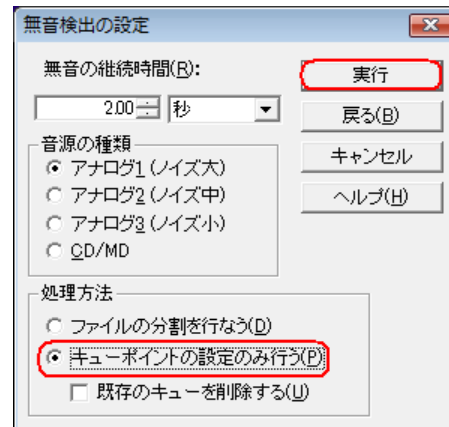 無音検出の設定
無音の継続時間(R):
2.00 秒
実行
戻る(B)
キャンセル
ヘルプ(H)
音源の種類
アナログ1(ノイズ大)
アナログ2(ノイズ中)
アナログ3(ノイズ小)
CD/MD
処理方法
ファイルの分割を行なう(D)
キューポイントの設定のみ行う(P)
既存のキューを削除する(U)